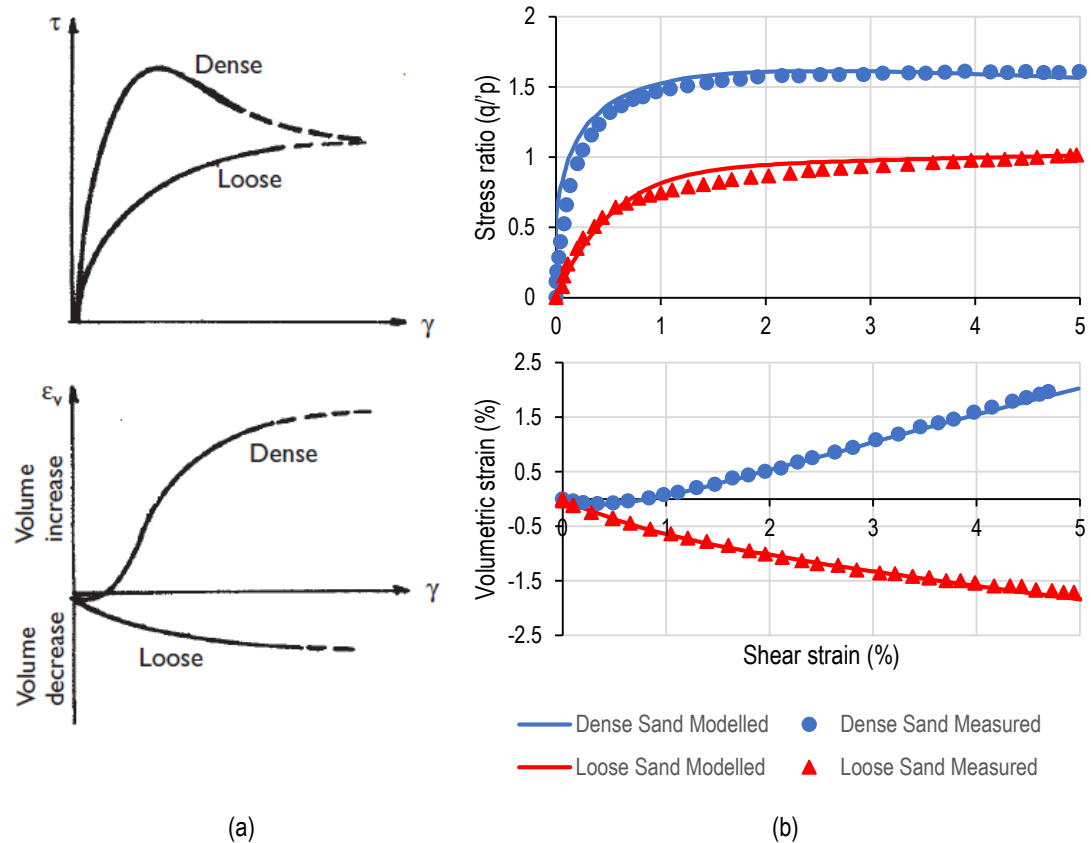 τ
Dense
Loose
γ
εv
Volume increase
Dense
γ
Volume decrease
Loose
(a)
Stress ratio (q/'p)
2
1.5
1
0.5
0
0 1 2 3 4 5
Volumetric strain (%)
2.5
1.5
0.5
-0.5
-1.5
-2.5
0 1 2 3 4 5
Shear strain (%)
Dense Sand Modelled
Dense Sand Measured
Loose Sand Modelled
Loose Sand Measured
(b)